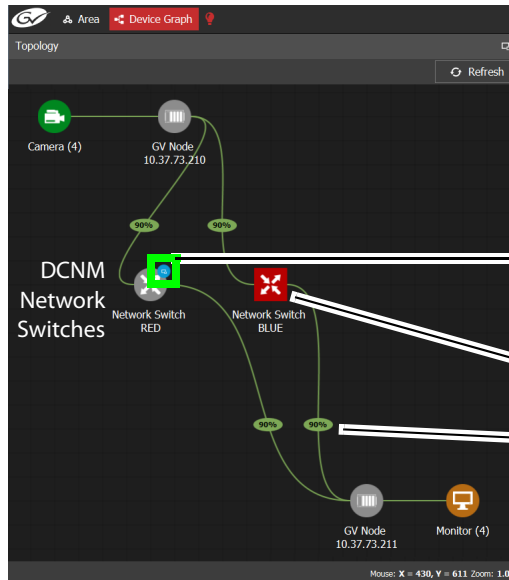 GV Area Device Graph
Topology
Refresh
Camera (4)
GV Node
10.37.73.210
90% 90%
DCNM
Network
Switches
Network Switch
RED
Network Switch
BLUE
90% 90%
GV Node
10.37.73.211
Monitor (4)
Mouse: X = 430, Y = 611 Zoom: 1.0